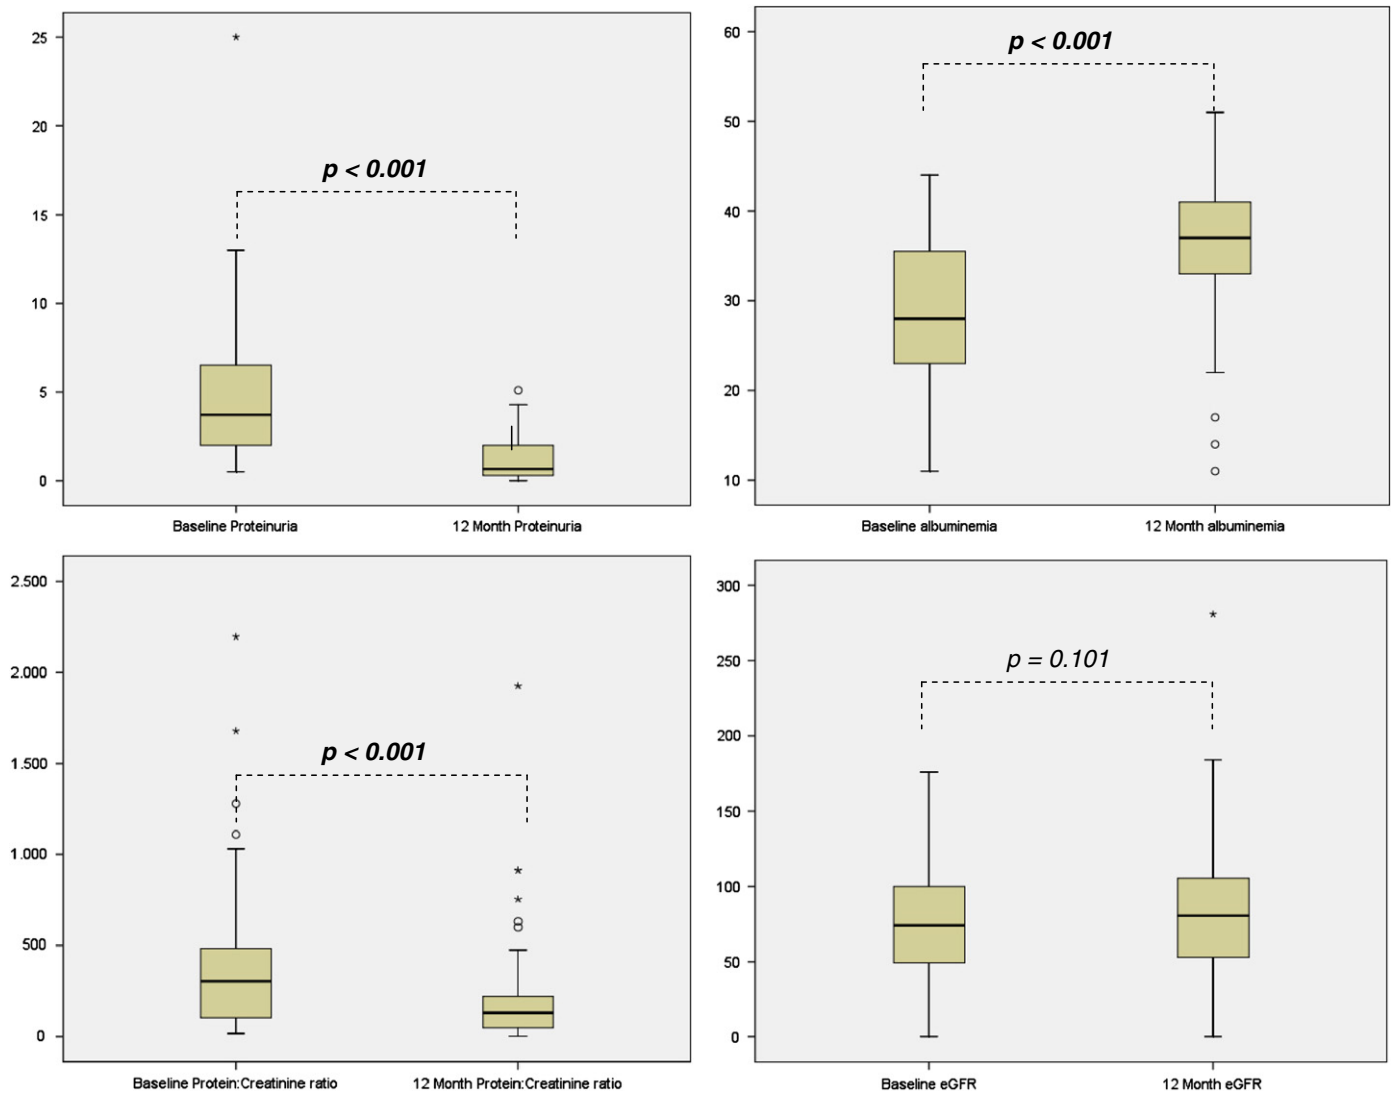 25
20
15
10
5
0
p < 0.001
Baseline Proteinuria
12 Month Proteinuria
60
50
40
30
20
10
p < 0.001
Baseline albuminemia
12 Month albuminemia
2.500
2.000
1.500
1.000
500
0
p < 0.001
Baseline Protein:Creatinine ratio
12 Month Protein:Creatinine ratio
300
250
200
150
100
50
0
p = 0.101
Baseline eGFR
12 Month eGFR